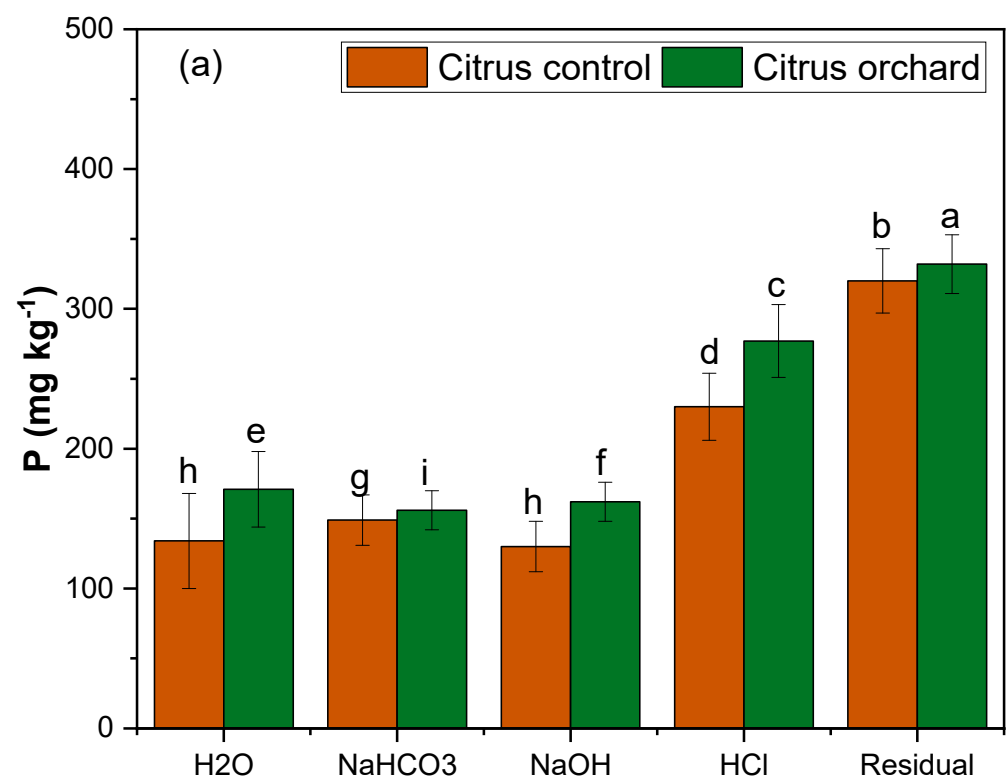 500
400
300
200
100
0
P (mg kg⁻¹)
(a)
Citrus control
Citrus orchard
h
e
g
i
h
f
d
c
b
a
H2O
NaHCO3
NaOH
HCl
Residual